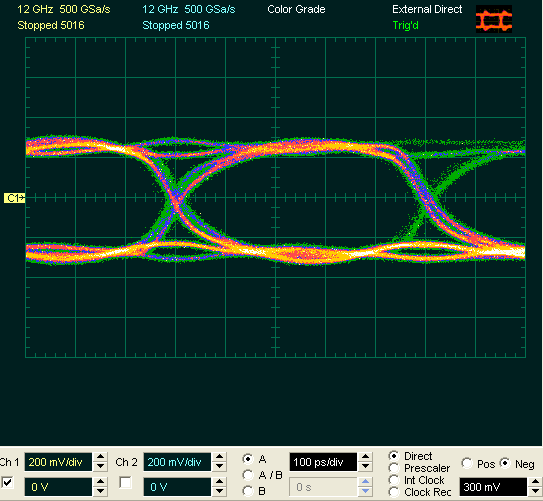 12 GHz 500 GSa/s 12 GHz 500 GSa/s Color Grade External Direct
Stopped 5016 Stopped 5016 Trig'd
C1
Ch 1 200 mV/div Ch 2 200 mV/div A 100 ps/div Direct Pos Neg
A / B Prescaler
0 V 0 V B 0 s Int Clock
Clock Rec 300 mV